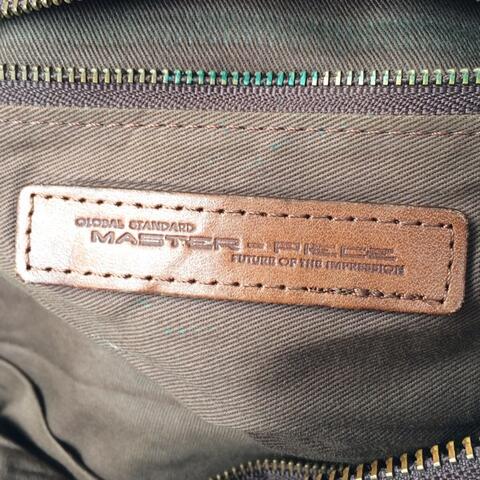 GLOBAL STANDARD
MASTER-PIECE
FUTURE OF THE IMPRESSION